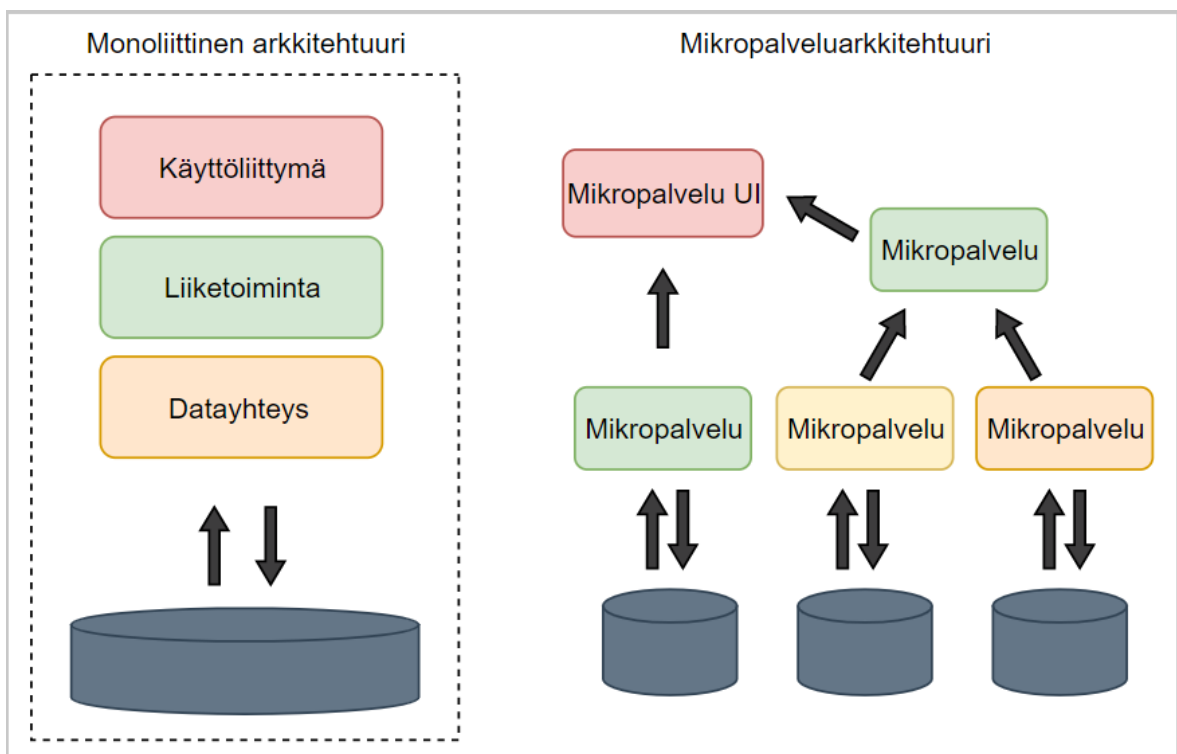 Monoliittinen arkkitehtuuri
Käyttöliittymä
Liiketoiminta
Datayhteys
Mikropalveluarkkitehtuuri
Mikropalvelu UI
Mikropalvelu
Mikropalvelu
Mikropalvelu
Mikropalvelu